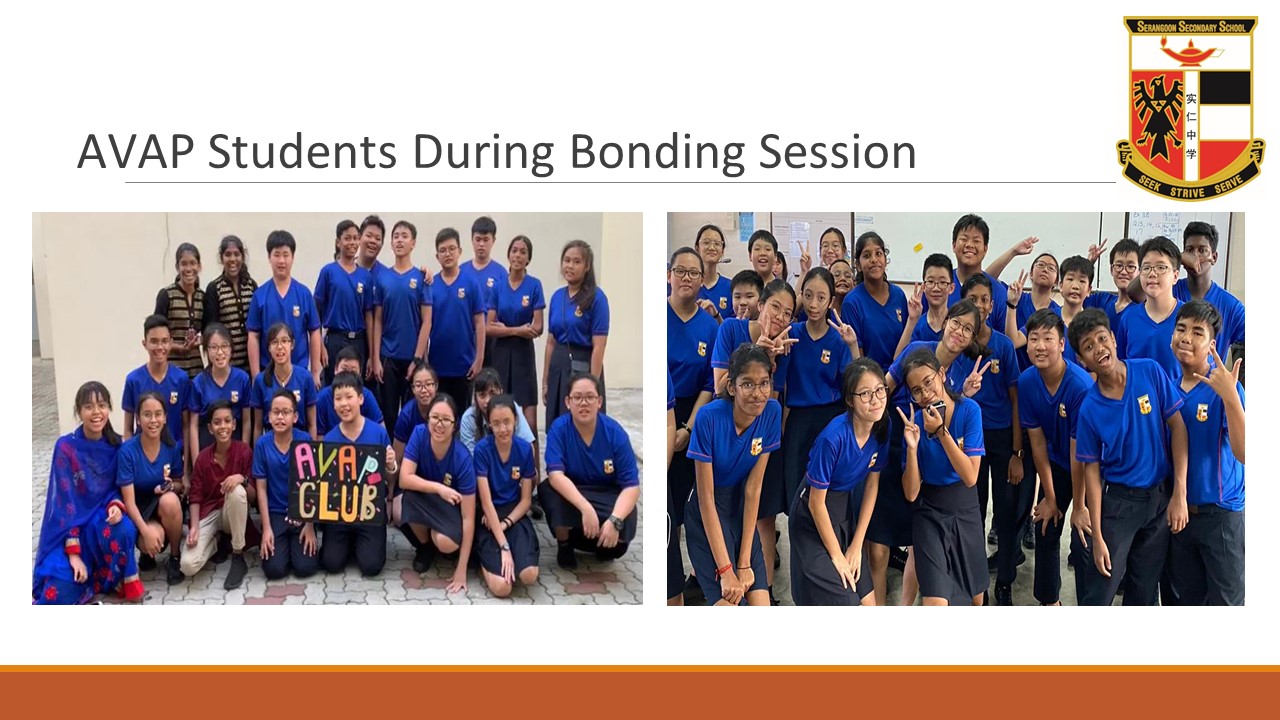 SERANGOON SECONDARY SCHOOL
实
仁
中
学
SEEK STRIVE SERVE
AVAP Students During Bonding Session
AVAP
CLUB